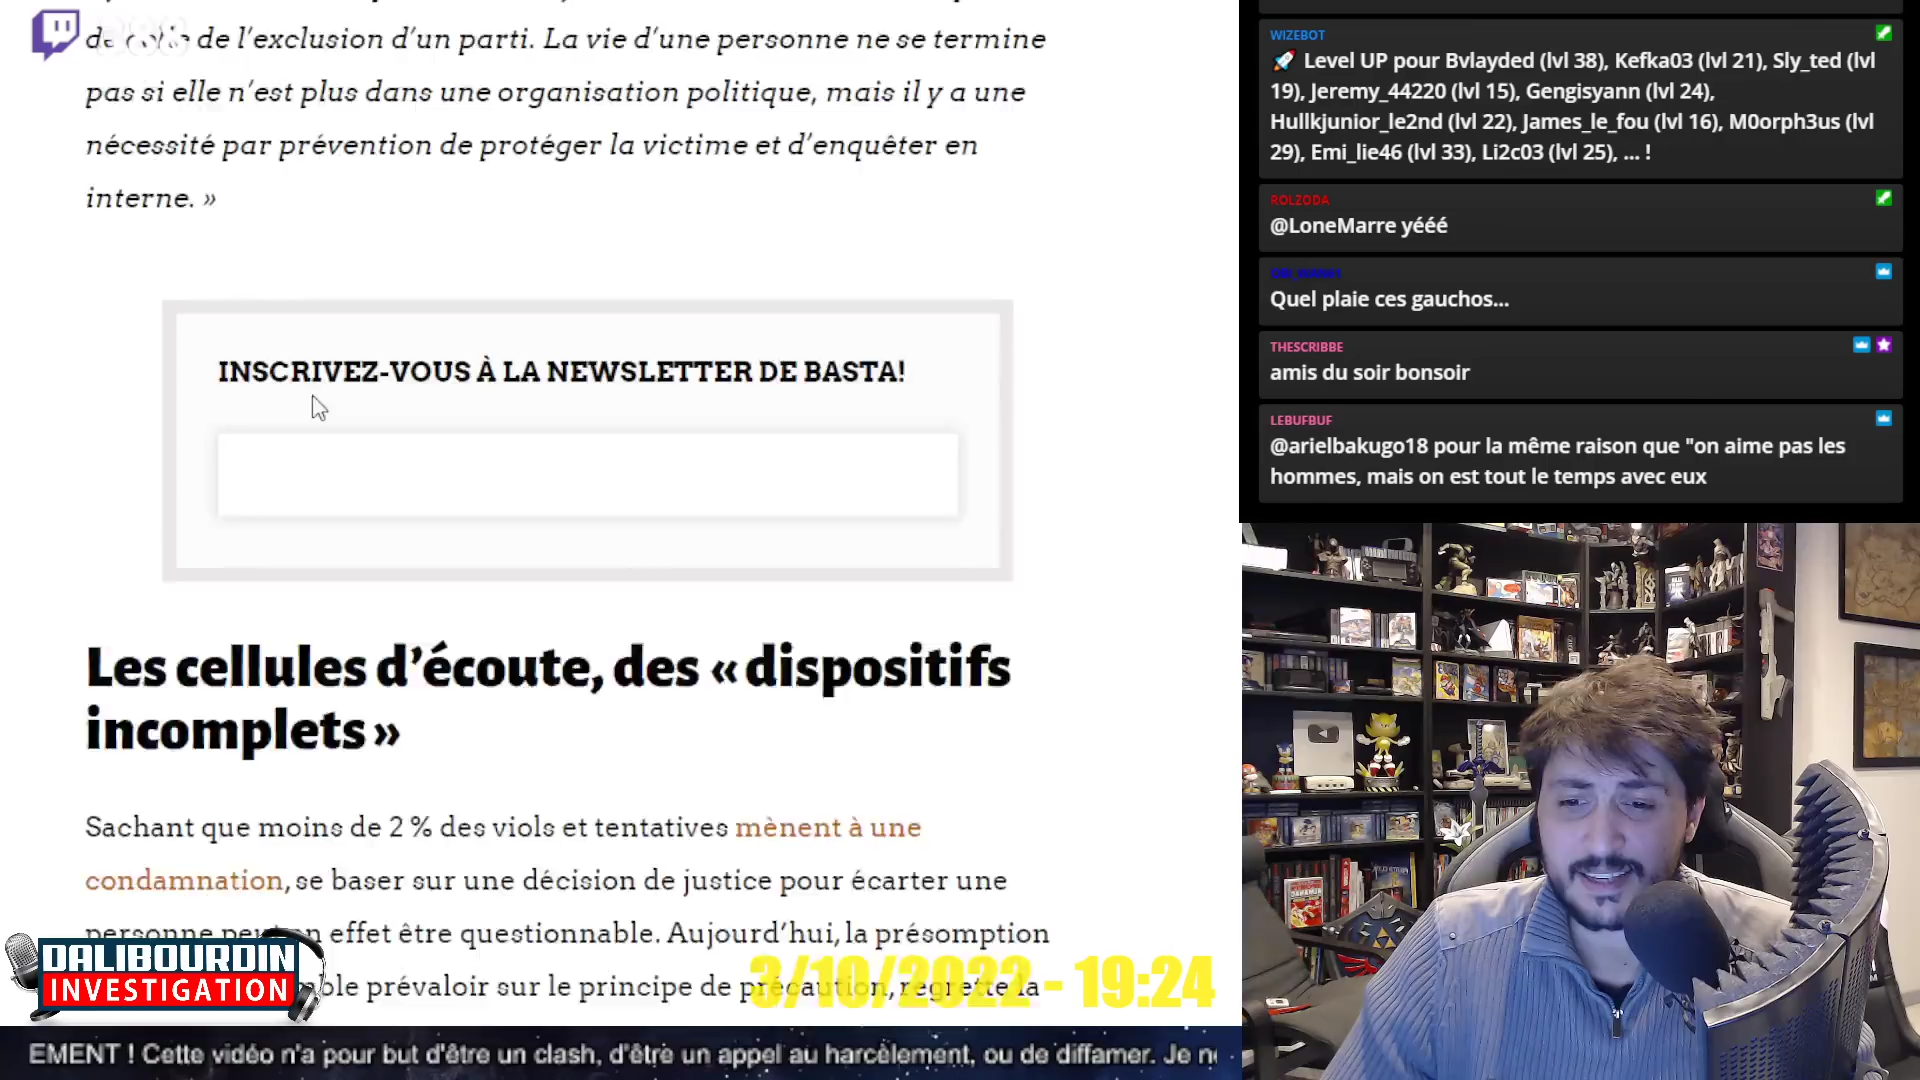 de l’exclusion d’un parti. La vie d’une personne ne se termine
pas si elle n’est plus dans une organisation politique, mais il y a une
nécessité par prévention de protéger la victime et d’enquêter en
interne. »
INSCRIVEZ-VOUS À LA NEWSLETTER DE BASTA!
Les cellules d’écoute, des « dispositifs
incomplets »
Sachant que moins de 2 % des viols et tentatives mènent à une
condamnation, se baser sur une décision de justice pour écarter une
personne effet être questionnable. Aujourd’hui, la présomption
prévaloir sur le principe de précaution, regrette la
DALIBOURDIN
INVESTIGATION
3/10/2022 - 19:24
EMENT ! Cette vidéo n'a pour but d'être un clash, d'être un appel au harcèlement, ou de diffamer. Je
WIZEBOT
Level UP pour Bvlayded (lvl 38), Kefka03 (lvl 21), Sly_ted (lvl
19), Jeremy_44220 (lvl 15), Gengisyann (lvl 24),
Hullkjunior_le2nd (lvl 22), James_le_fou (lvl 16), M0orph3us (lvl
29), Emi_lie46 (lvl 33), Li2c03 (lvl 25), ... !
ROLZODA
@LoneMarre yééé
Quel plaie ces gauchos...
THESCRIBBE
amis du soir bonsoir
LEBUFBUF
@arielbakugo18 pour la même raison que "on aime pas les
hommes, mais on est tout le temps avec eux